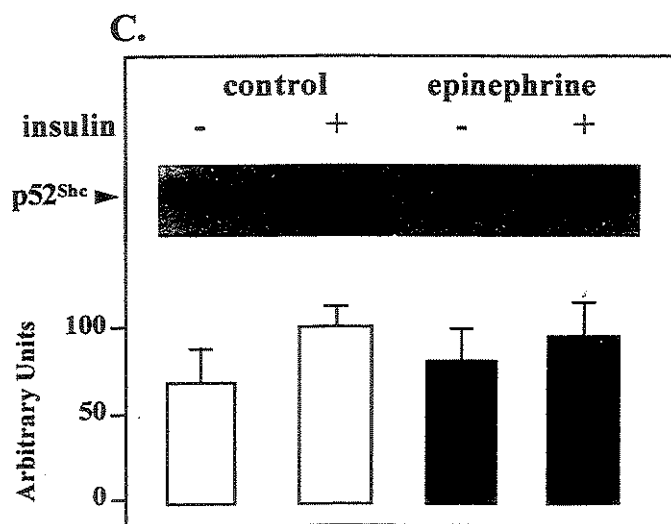 C.
control epinephrine
insulin - + - +
p52Shc
100
50
0
Arbitrary Units